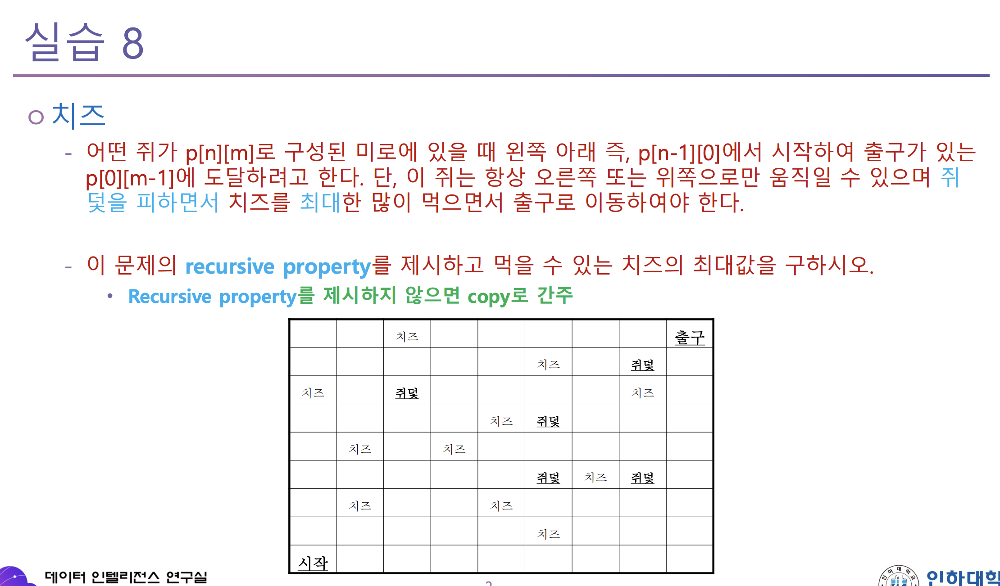 실습 8
치즈
- 어떤 쥐가 p[n][m]로 구성된 미로에 있을 때 왼쪽 아래 즉, p[n-1][0]에서 시작하여 출구가 있는
p[0][m-1]에 도달하려고 한다. 단, 이 쥐는 항상 오른쪽 또는 위쪽으로만 움직일 수 있으며 쥐
덫을 피하면서 치즈를 최대한 많이 먹으면서 출구로 이동하여야 한다.
- 이 문제의 recursive property를 제시하고 먹을 수 있는 치즈의 최대값을 구하시오.
• Recursive property를 제시하지 않으면 copy로 간주
치즈 출구
치즈 쥐덫
치즈 쥐덫 치즈
치즈 쥐덫
치즈 치즈
쥐덫 치즈 쥐덫
치즈 치즈
치즈
시작
데이터 인텔리전스 연구실
인하대학교
인하대학